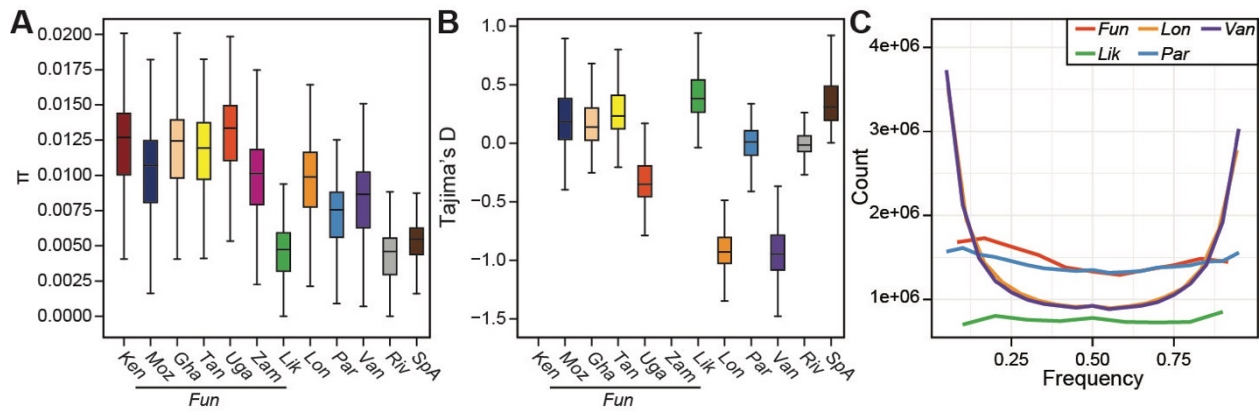 A
π
0.0200
0.0175
0.0150
0.0125
0.0100
0.0075
0.0050
0.0025
0.0000
Ken Moz Gha Tan Uga Zam Lik Lon Par Van Riv SpA
Fun
B
Tajima's D
1.0
0.5
0.0
−0.5
−1.0
−1.5
Ken Moz Gha Tan Uga Zam Lik Lon Par Van Riv SpA
Fun
C
Fun Lon Van
Lik Par
Count
4e+06
3e+06
2e+06
1e+06
0.25 0.50 0.75
Frequency